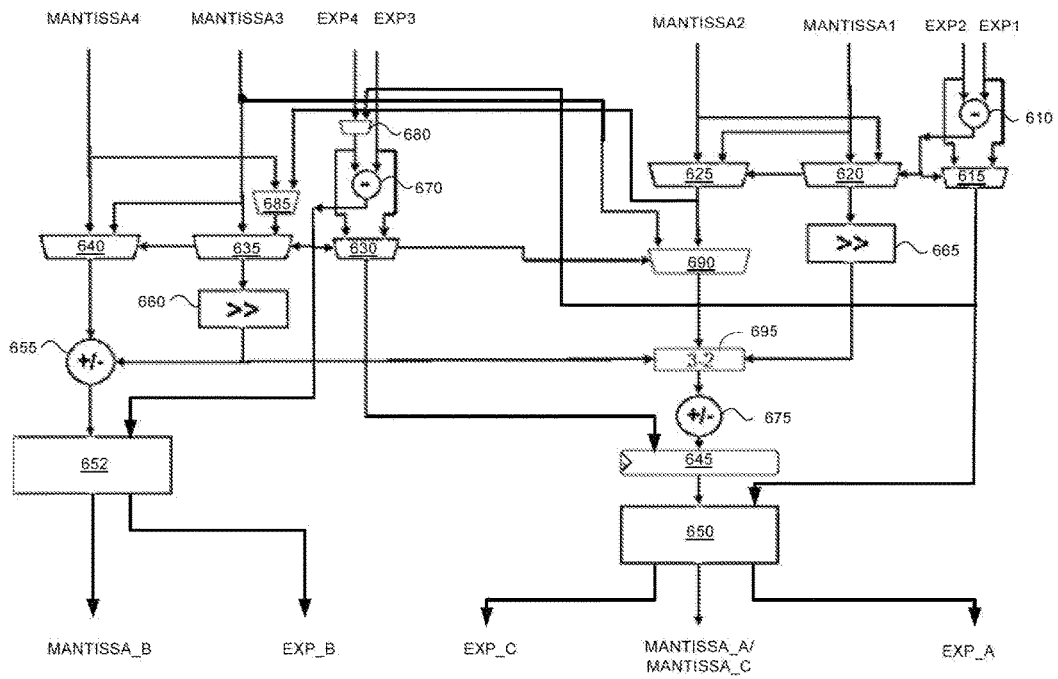 MANTISSA4 MANTISSA3 EXP4 EXP3 MANTISSA2 MANTISSA1 EXP2 EXP1
- 610
680
- 670
625 620 615
685
640 635 630 690 >> 665
660 >>
655 +/- 695
3-2
+/- 675
652 645
650
MANTISSA_B EXP_B EXP_C MANTISSA_A/ EXP_A
MANTISSA_C